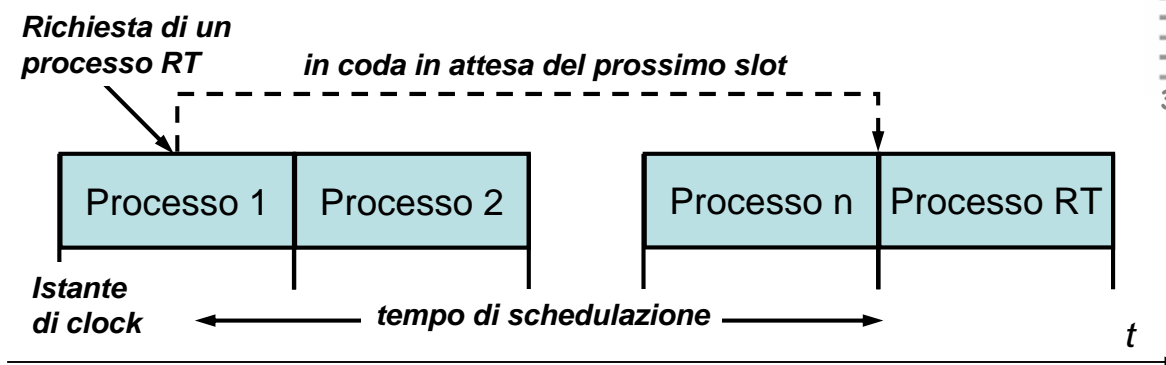 Richiesta di un
processo RT
in coda in attesa del prossimo slot
Processo 1
Processo 2
Processo n
Processo RT
Istante
di clock
tempo di schedulazione
t